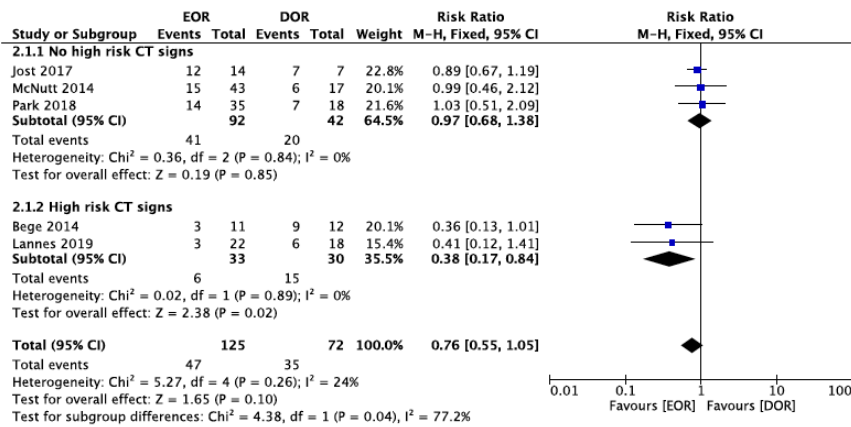 EOR DOR Risk Ratio Risk Ratio
Study or Subgroup Events Total Events Total Weight M-H, Fixed, 95% CI M-H, Fixed, 95% CI
2.1.1 No high risk CT signs
Jost 2017 12 14 7 7 22.8% 0.89 [0.67, 1.19]
McNutt 2014 15 43 6 17 20.1% 0.99 [0.46, 2.12]
Park 2018 14 35 7 18 21.6% 1.03 [0.51, 2.09]
Subtotal (95% CI) 92 42 64.5% 0.97 [0.68, 1.38]
Total events 41 20
Heterogeneity: Chi² = 0.36, df = 2 (P = 0.84); I² = 0%
Test for overall effect: Z = 0.19 (P = 0.85)
2.1.2 High risk CT signs
Bege 2014 3 11 9 12 20.1% 0.36 [0.13, 1.01]
Lannes 2019 3 22 6 18 15.4% 0.41 [0.12, 1.41]
Subtotal (95% CI) 33 30 35.5% 0.38 [0.17, 0.84]
Total events 6 15
Heterogeneity: Chi² = 0.02, df = 1 (P = 0.89); I² = 0%
Test for overall effect: Z = 2.38 (P = 0.02)
Total (95% CI) 125 72 100.0% 0.76 [0.55, 1.05]
Total events 47 35
Heterogeneity: Chi² = 5.27, df = 4 (P = 0.26); I² = 24%
Test for overall effect: Z = 1.65 (P = 0.10)
Test for subgroup differences: Chi² = 4.38, df = 1 (P = 0.04), I² = 77.2%
0.01 0.1 1 10 100
Favours [EOR] Favours [DOR]